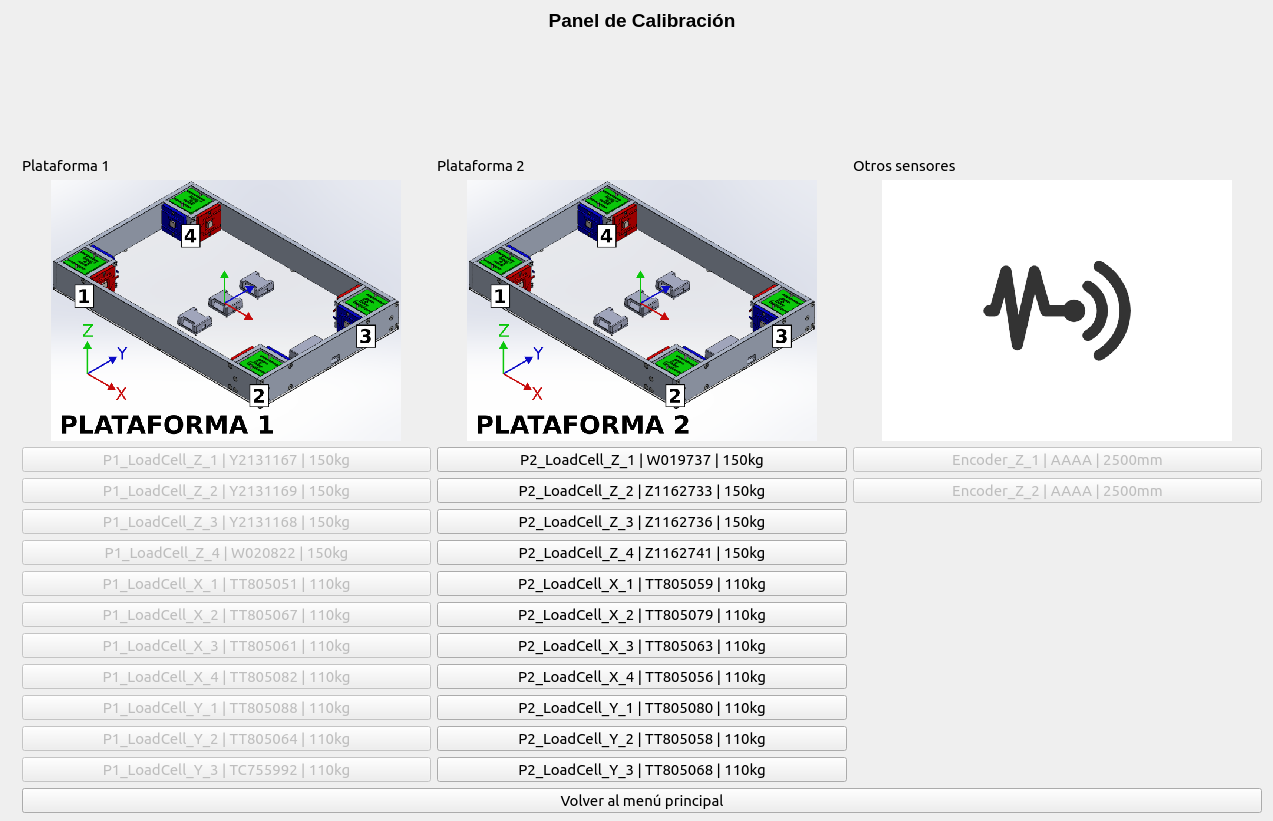 Panel de Calibración
Plataforma 1
4
1
3
Z
Y
X
2
PLATAFORMA 1
P1_LoadCell_Z_1 | Y2131167 | 150kg
P1_LoadCell_Z_2 | Y2131169 | 150kg
P1_LoadCell_Z_3 | Y2131168 | 150kg
P1_LoadCell_Z_4 | W020822 | 150kg
P1_LoadCell_X_1 | TT805051 | 110kg
P1_LoadCell_X_2 | TT805067 | 110kg
P1_LoadCell_X_3 | TT805061 | 110kg
P1_LoadCell_X_4 | TT805082 | 110kg
P1_LoadCell_Y_1 | TT805088 | 110kg
P1_LoadCell_Y_2 | TT805064 | 110kg
P1_LoadCell_Y_3 | TC755992 | 110kg
Plataforma 2
4
1
3
Z
Y
X
2
PLATAFORMA 2
P2_LoadCell_Z_1 | W019737 | 150kg
P2_LoadCell_Z_2 | Z1162733 | 150kg
P2_LoadCell_Z_3 | Z1162736 | 150kg
P2_LoadCell_Z_4 | Z1162741 | 150kg
P2_LoadCell_X_1 | TT805059 | 110kg
P2_LoadCell_X_2 | TT805079 | 110kg
P2_LoadCell_X_3 | TT805063 | 110kg
P2_LoadCell_X_4 | TT805056 | 110kg
P2_LoadCell_Y_1 | TT805080 | 110kg
P2_LoadCell_Y_2 | TT805058 | 110kg
P2_LoadCell_Y_3 | TT805068 | 110kg
Otros sensores
Encoder_Z_1 | AAAA | 2500mm
Encoder_Z_2 | AAAA | 2500mm
Volver al menú principal